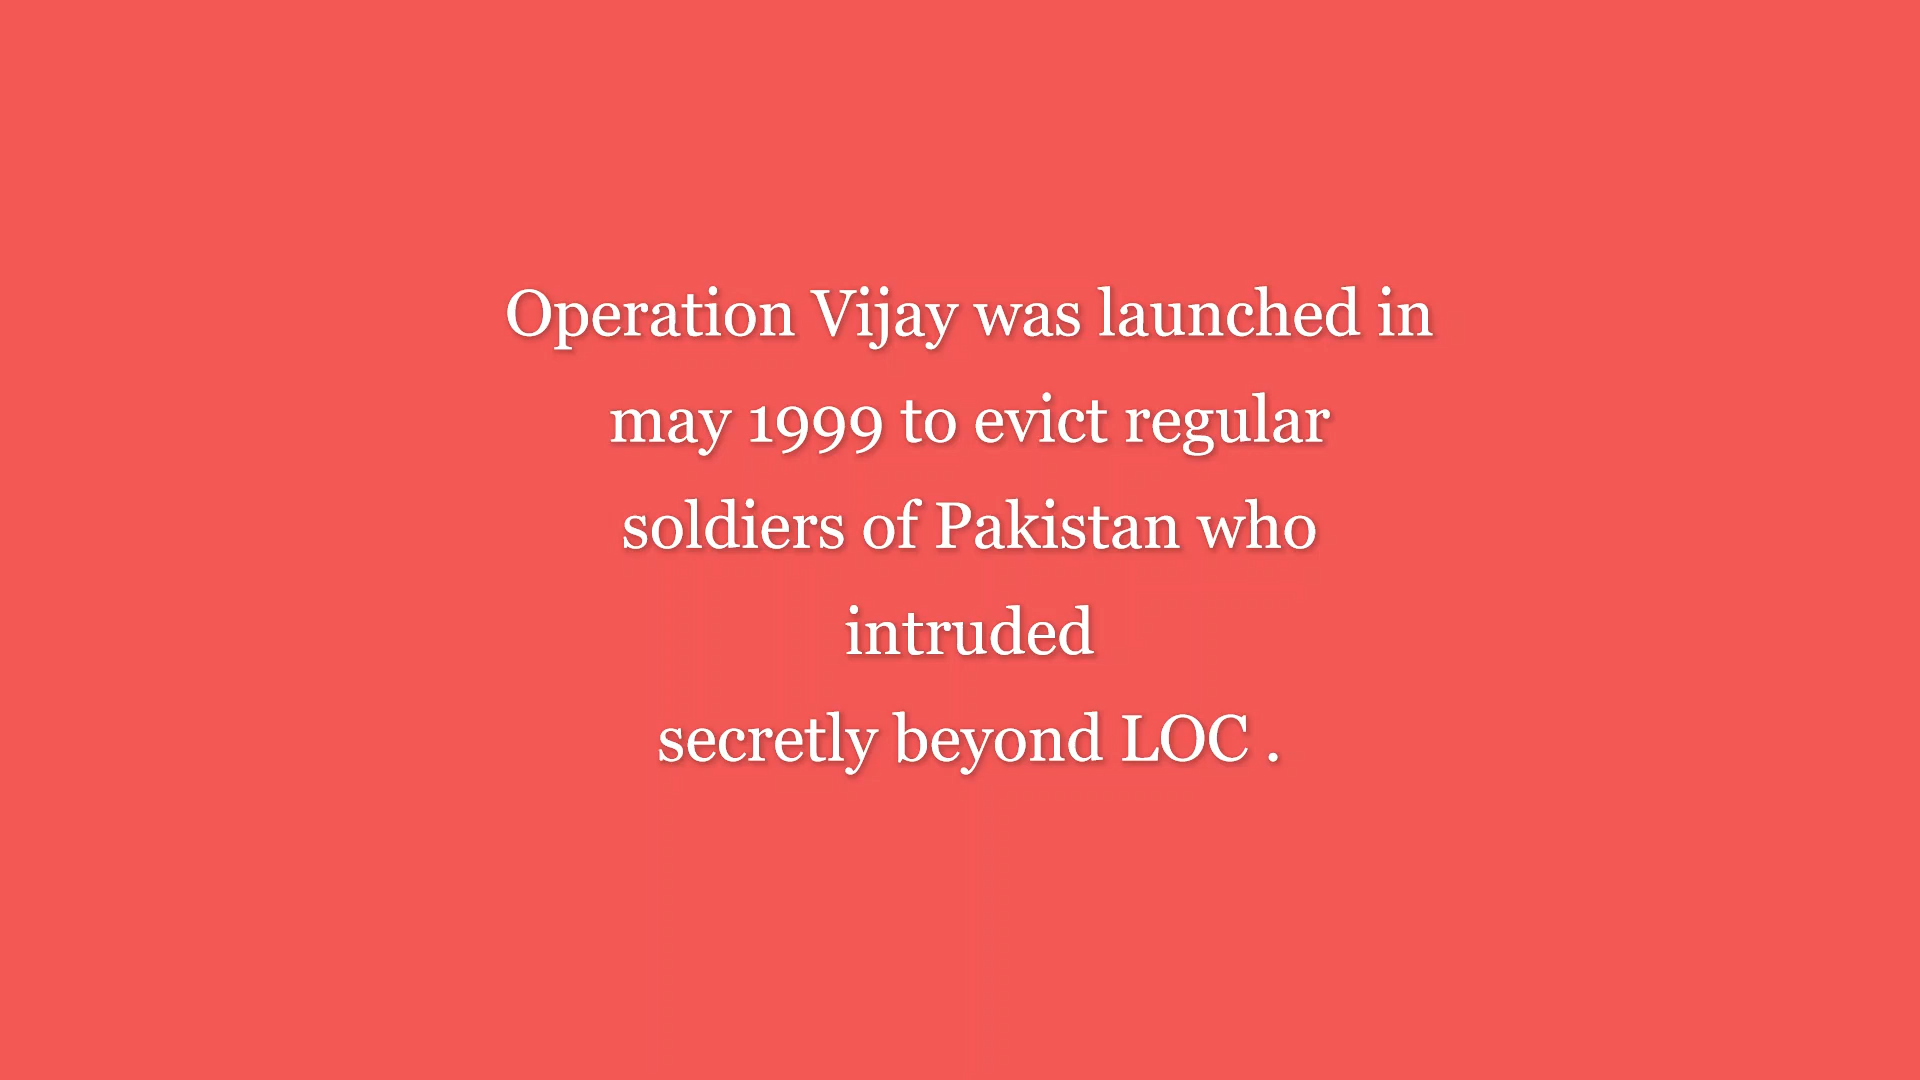 Operation Vijay was launched in
may 1999 to evict regular
soldiers of Pakistan who
intruded
secretly beyond LOC .